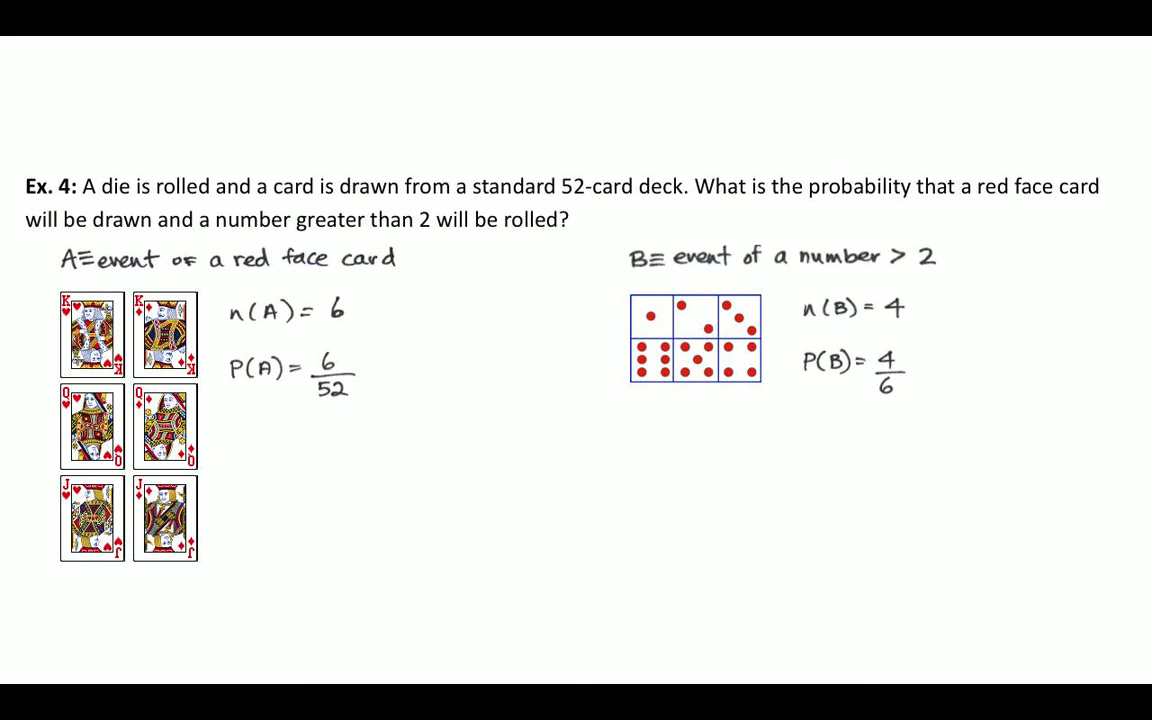 Ex. 4: A die is rolled and a card is drawn from a standard 52-card deck. What is the probability that a red face card
will be drawn and a number greater than 2 will be rolled?
A≡event of a red face card
B≡ event of a number > 2
K K
n(A) = 6
n(B) = 4
P(A) = 6/52
P(B) = 4/6
K K
Q Q
Q Q
J J
J J